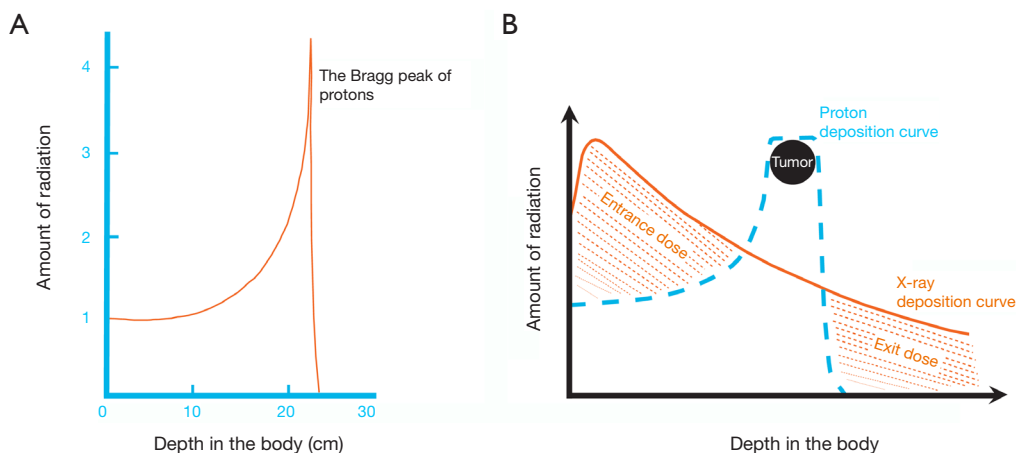 A
Amount of radiation
4
3
2
1
0
10
20
30
The Bragg peak of
protons
Depth in the body (cm)
B
Amount of radiation
Proton
deposition curve
Tumor
Entrance dose
X-ray
deposition curve
Exit dose
Depth in the body